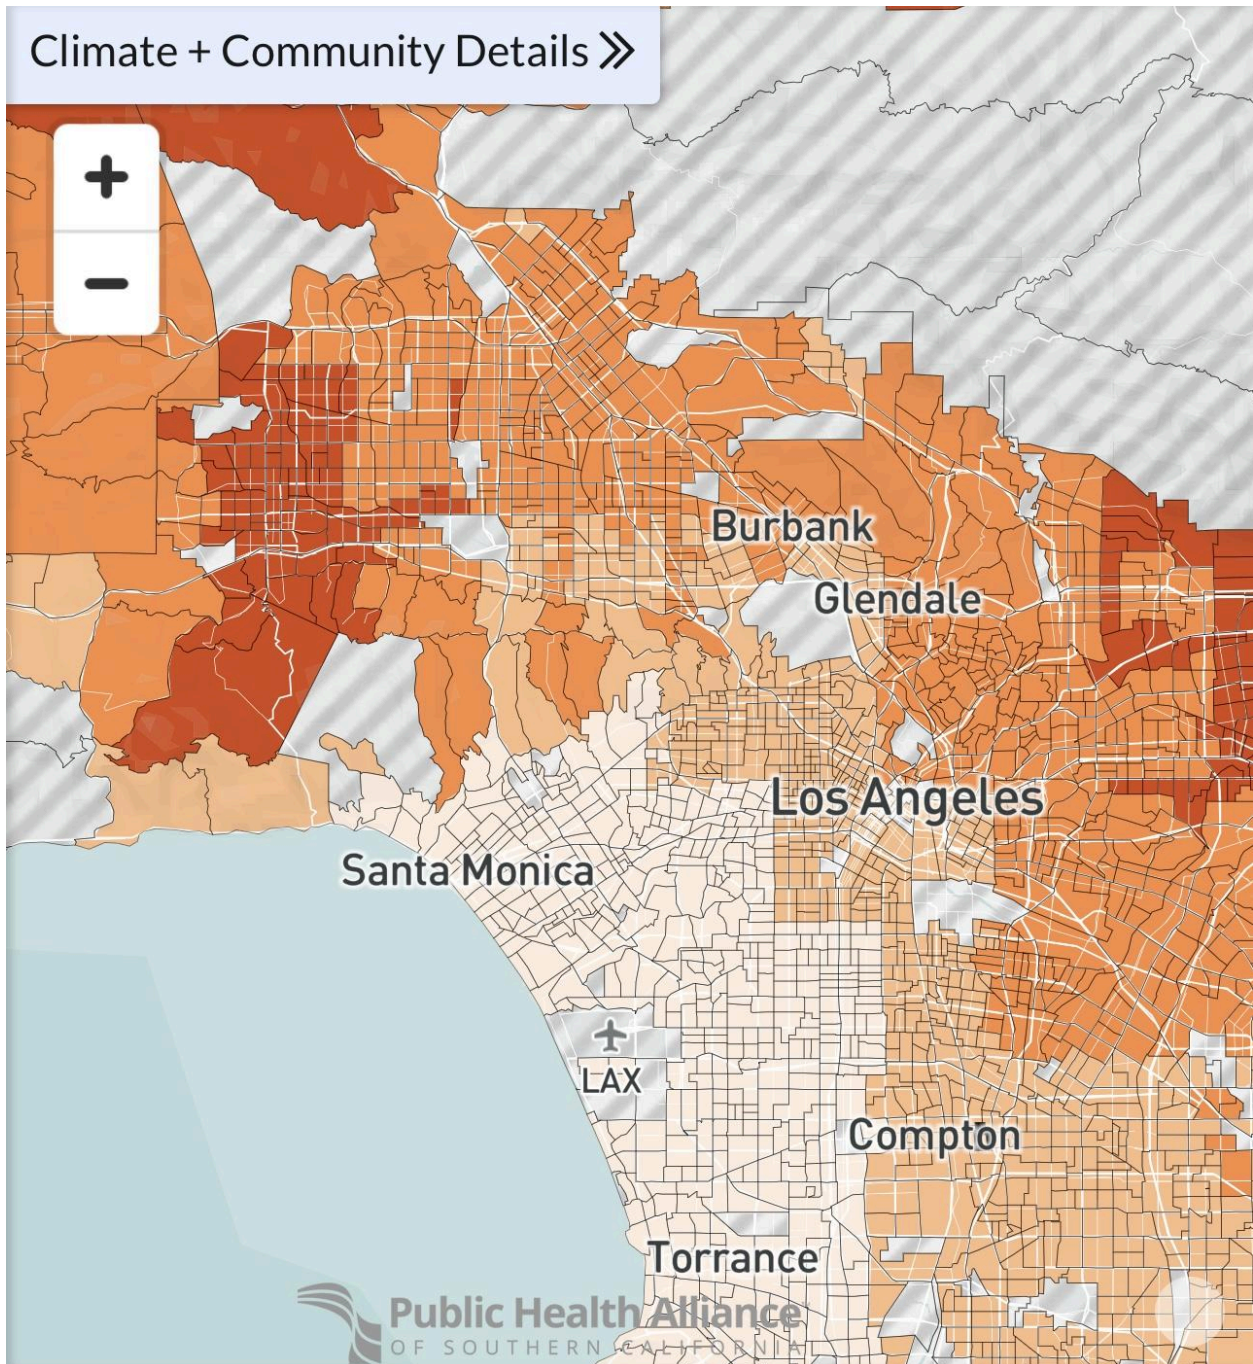 Climate + Community Details
+
−
Burbank
Glendale
Los Angeles
Santa Monica
LAX
Compton
Torrance
Public Health Alliance
OF SOUTHERN CALIFORNIA